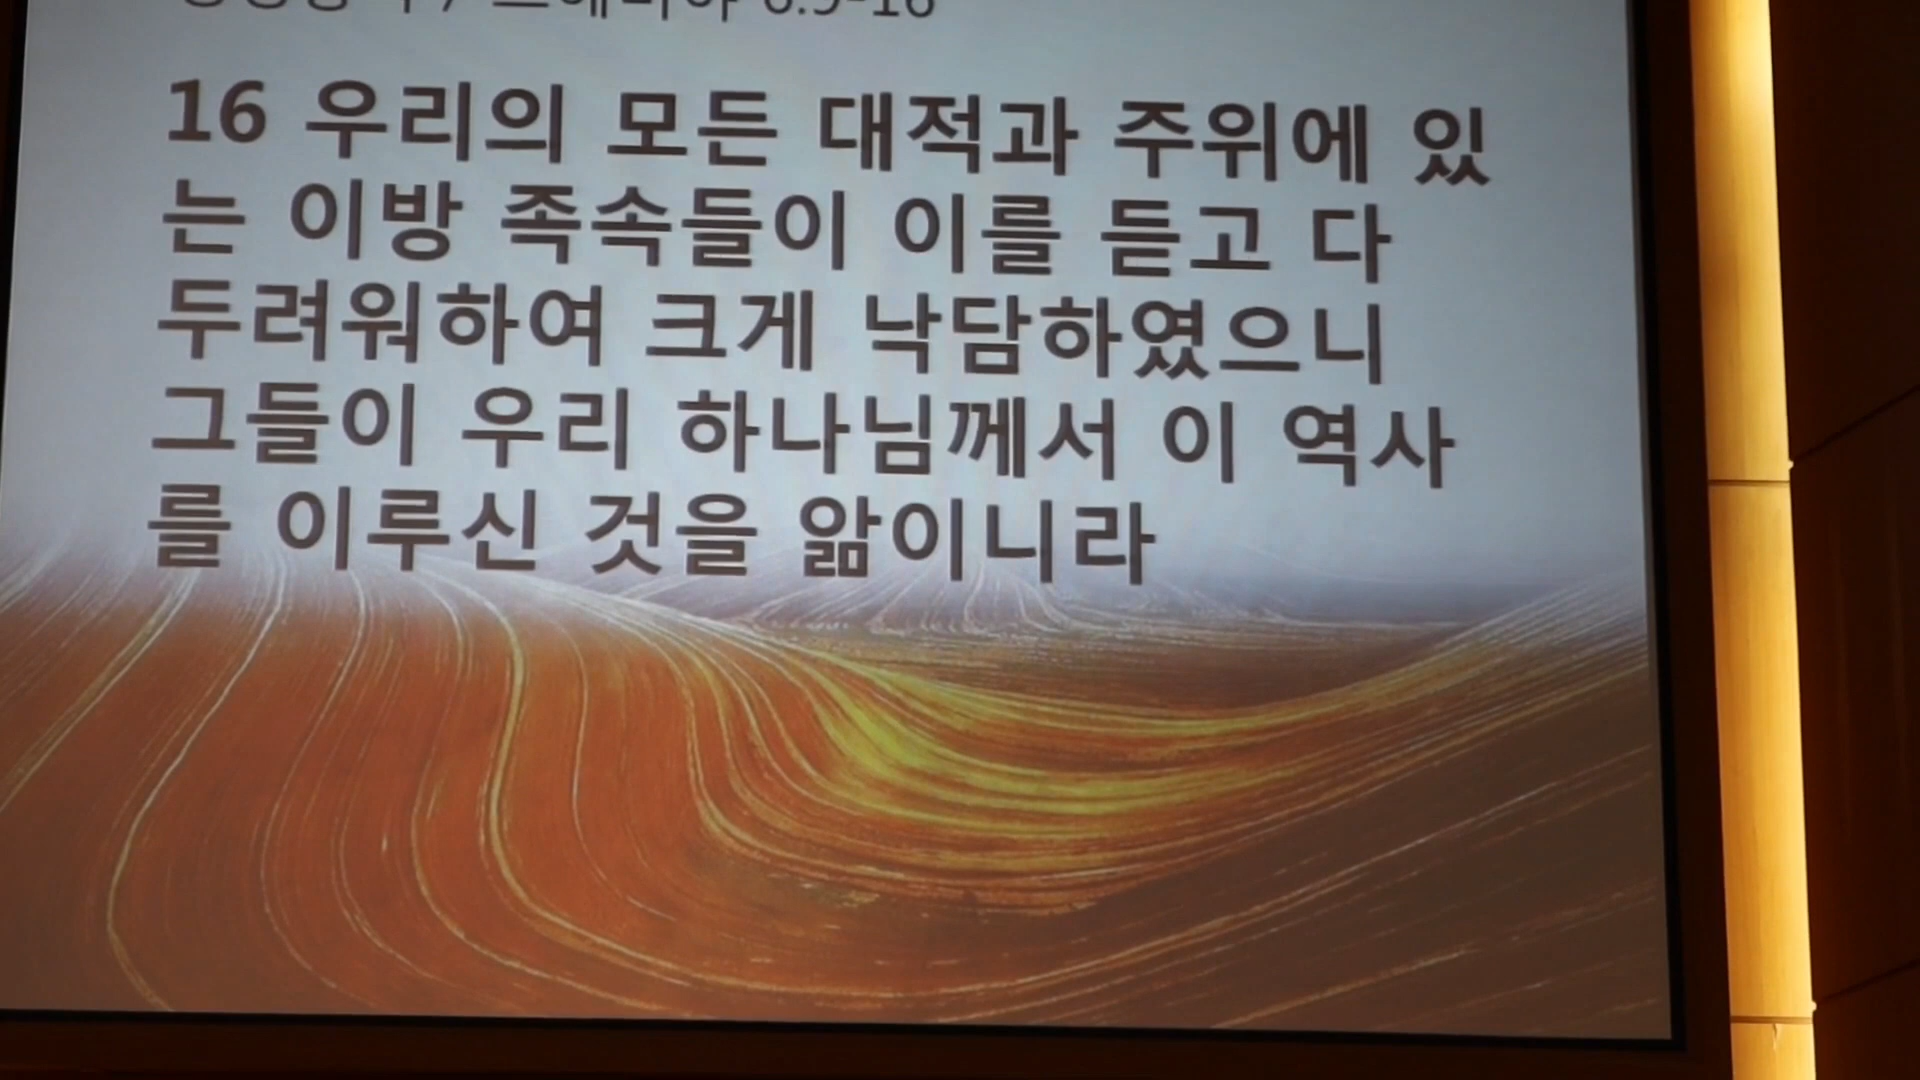 16 우리의 모든 대적과 주위에 있
는 이방 족속들이 이를 듣고 다
두려워하여 크게 낙담하였으니
그들이 우리 하나님께서 이 역사
를 이루신 것을 앎이니라